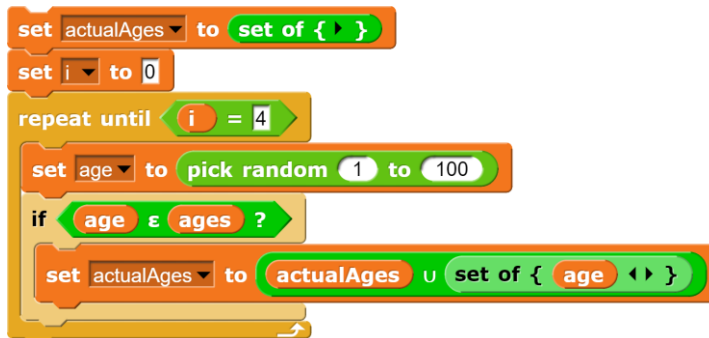 set actualAges to set of { }
set i to 0
repeat until i = 4
set age to pick random 1 to 100
if age ε ages ?
set actualAges to actualAges ∪ set of { age }